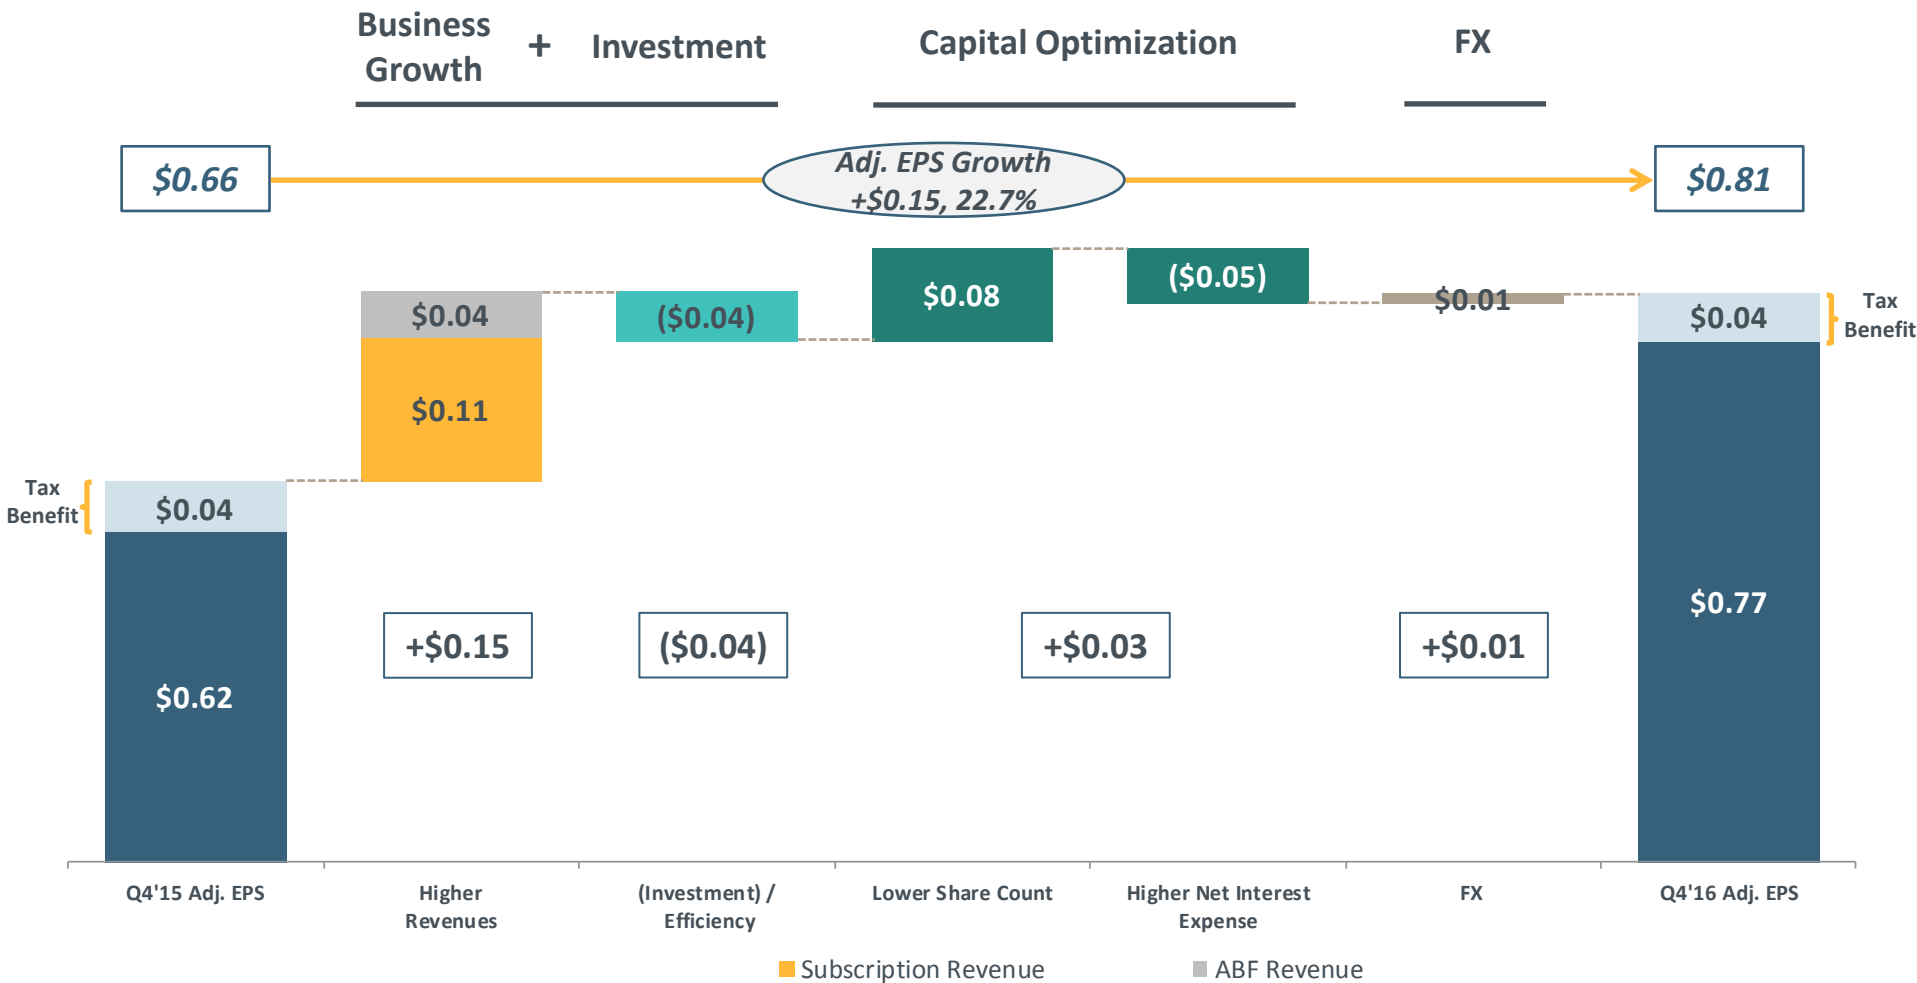 Business
Growth
+
Investment
Capital Optimization
FX
$0.66
Adj. EPS Growth
+$0.15, 22.7%
$0.81
$0.04
$0.11
($0.04)
$0.08
($0.05)
$0.01
$0.04
Tax
Benefit
Tax
Benefit
$0.04
$0.62
+$0.15
($0.04)
+$0.03
+$0.01
$0.77
Q4'15 Adj. EPS
Higher
Revenues
(Investment) /
Efficiency
Lower Share Count
Higher Net Interest
Expense
FX
Q4'16 Adj. EPS
Subscription Revenue
ABF Revenue